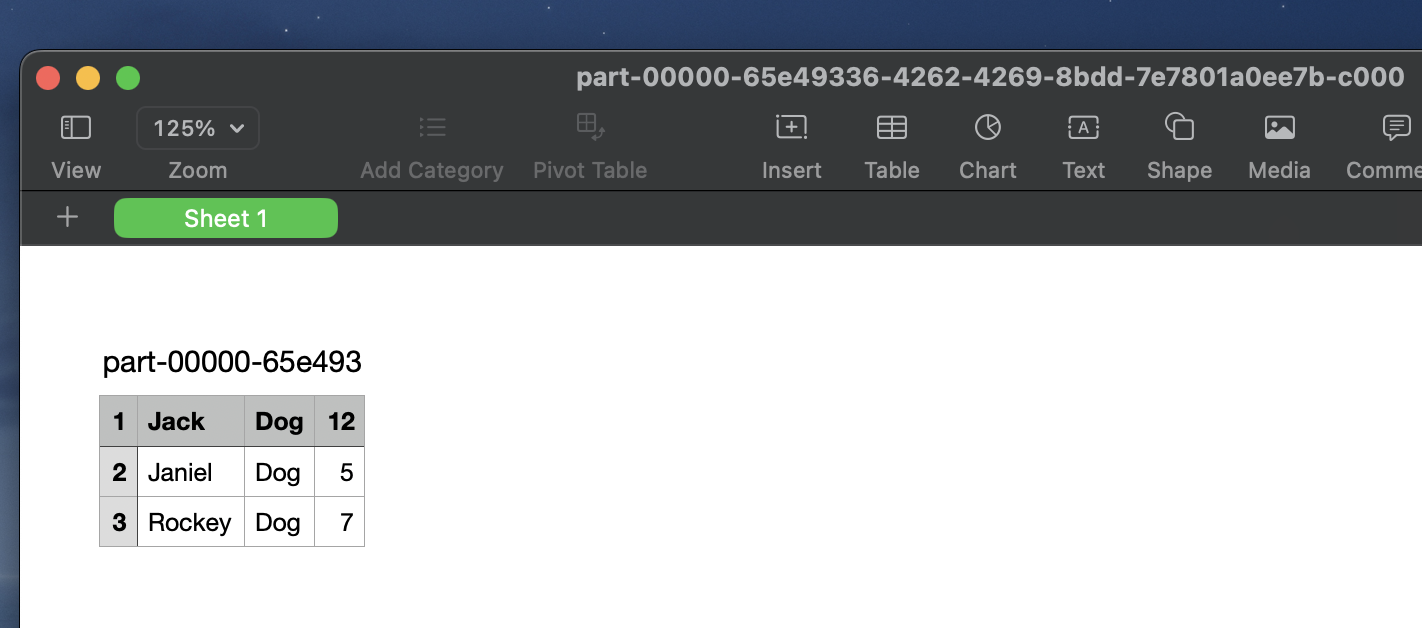 part-00000-65e49336-4262-4269-8bdd-7e7801a0ee7b-c000
125%
View Zoom Add Category Pivot Table Insert Table Chart Text Shape Media Comme
Sheet 1
part-00000-65e493
1 Jack Dog 12
2 Janiel Dog 5
3 Rockey Dog 7